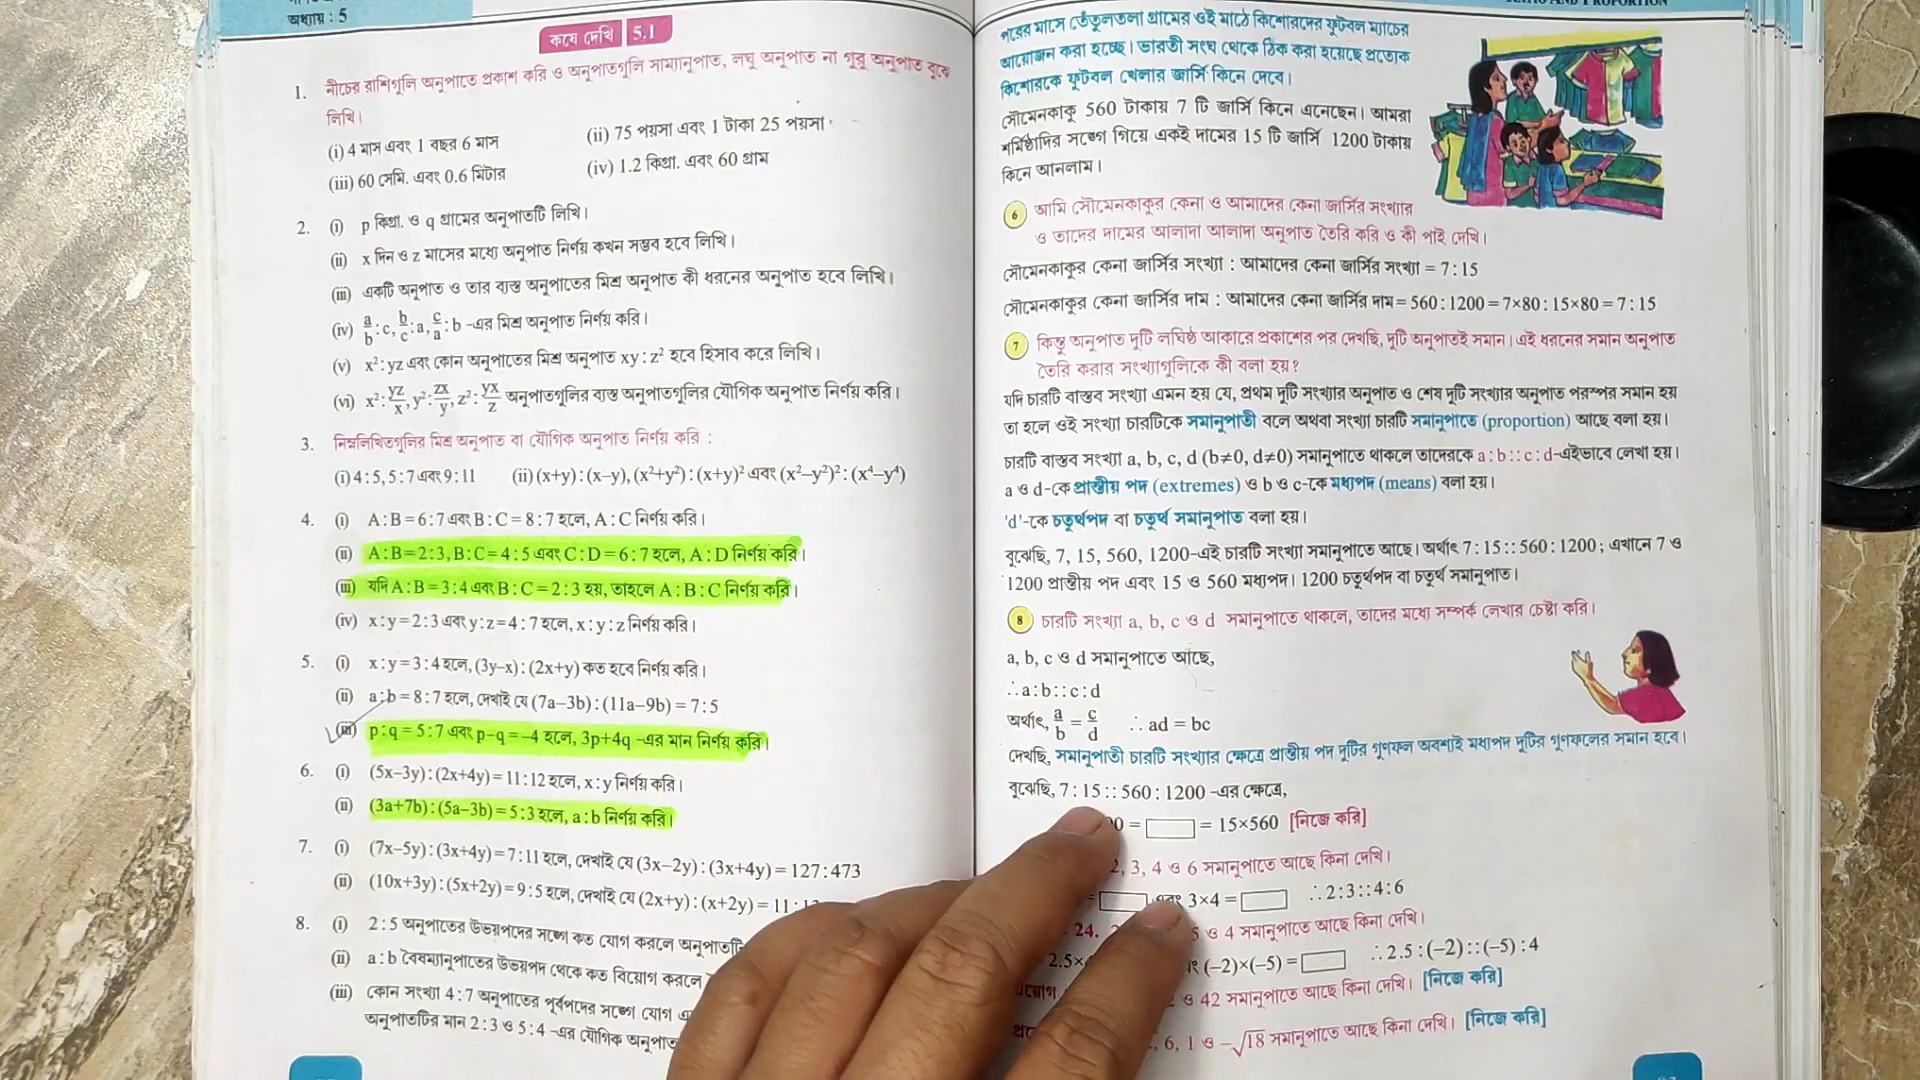 অধ্যায় : 5
কষে দেখি 5.1
1. নীচের রাশিগুলি অনুপাতে প্রকাশ করি ও অনুপাতগুলি সাম্যানুপাত, লঘু অনুপাত না গুরু অনুপাত বুঝে
লিখি।
(i) 4 মাস এবং 1 বছর 6 মাস (ii) 75 পয়সা এবং 1 টাকা 25 পয়সা
(iii) 60 সেমি. এবং 0.6 মিটার (iv) 1.2 কিগ্রা. এবং 60 গ্রাম
2. (i) p কিগ্রা. ও q গ্রামের অনুপাতটি লিখি।
(ii) x দিন ও z মাসের মধ্যে অনুপাত নির্ণয় কখন সম্ভব হবে লিখি।
(iii) একটি অনুপাত ও তার ব্যস্ত অনুপাতের মিশ্র অনুপাত কী ধরনের অনুপাত হবে লিখি।
(iv) a/b : c, b/c : a, c/a : b -এর মিশ্র অনুপাত নির্ণয় করি।
(v) x² : yz এবং কোন অনুপাতের মিশ্র অনুপাত xy : z² হবে হিসাব করে লিখি।
(vi) x² : yz/x, y² : zx/y, z² : yx/z অনুপাতগুলির ব্যস্ত অনুপাতগুলির যৌগিক অনুপাত নির্ণয় করি।
3. নিম্নলিখিতগুলির মিশ্র অনুপাত বা যৌগিক অনুপাত নির্ণয় করি :
(i) 4 : 5, 5 : 7 এবং 9 : 11 (ii) (x+y) : (x–y), (x²+y²) : (x+y)² এবং (x²–y²)² : (x⁴–y⁴)
4. (i) A : B = 6 : 7 এবং B : C = 8 : 7 হলে, A : C নির্ণয় করি।
(ii) A : B = 2 : 3, B : C = 4 : 5 এবং C : D = 6 : 7 হলে, A : D নির্ণয় করি।
(iii) যদি A : B = 3 : 4 এবং B : C = 2 : 3 হয়, তাহলে A : B : C নির্ণয় করি।
(iv) x : y = 2 : 3 এবং y : z = 4 : 7 হলে, x : y : z নির্ণয় করি।
5. (i) x : y = 3 : 4 হলে, (3y–x) : (2x+y) কত হবে নির্ণয় করি।
(ii) a : b = 8 : 7 হলে, দেখাই যে (7a–3b) : (11a–9b) = 7 : 5
(iii) p : q = 5 : 7 এবং p–q = –4 হলে, 3p+4q -এর মান নির্ণয় করি।
6. (i) (5x–3y) : (2x+4y) = 11 : 12 হলে, x : y নির্ণয় করি।
(ii) (3a+7b) : (5a–3b) = 5 : 3 হলে, a : b নির্ণয় করি।
7. (i) (7x–5y) : (3x+4y) = 7 : 11 হলে, দেখাই যে (3x–2y) : (3x+4y) = 127 : 473
(ii) (10x+3y) : (5x+2y) = 9 : 5 হলে, দেখাই যে (2x+y) : (x+2y) = 11 :
8. (i) 2 : 5 অনুপাতের উভয়পদের সঙ্গে কত যোগ করলে অনুপাতটি
(ii) a : b বৈষম্যানুপাতের উভয়পদ থেকে কত বিয়োগ করলে
(iii) কোন সংখ্যা 4 : 7 অনুপাতের পূর্বপদের সঙ্গে যোগ
অনুপাতটির মান 2 : 3 ও 5 : 4 -এর যৌগিক অনুপাত
পরের মাসে তেঁতুলতলা গ্রামের ওই মাঠে কিশোরদের ফুটবল ম্যাচের
আয়োজন করা হচ্ছে। ভারতী সংঘ থেকে ঠিক করা হয়েছে প্রত্যেক
কিশোরকে ফুটবল খেলার জার্সি কিনে দেবে।
সৌমেনকাকু 560 টাকায় 7 টি জার্সি কিনে এনেছেন। আমরা
শর্মিষ্ঠাদির সঙ্গে গিয়ে একই দামের 15 টি জার্সি 1200 টাকায়
কিনে আনলাম।
6 আমি সৌমেনকাকুর কেনা ও আমাদের কেনা জার্সির সংখ্যার
ও তাদের দামের আলাদা আলাদা অনুপাত তৈরি করি ও কী পাই দেখি।
সৌমেনকাকুর কেনা জার্সির সংখ্যা : আমাদের কেনা জার্সির সংখ্যা = 7 : 15
সৌমেনকাকুর কেনা জার্সির দাম : আমাদের কেনা জার্সির দাম = 560 : 1200 = 7×80 : 15×80 = 7 : 15
7 কিন্তু অনুপাত দুটি লঘিষ্ঠ আকারে প্রকাশের পর দেখছি, দুটি অনুপাতই সমান। এই ধরনের সমান অনুপাত
তৈরি করার সংখ্যাগুলিকে কী বলা হয়?
যদি চারটি বাস্তব সংখ্যা এমন হয় যে, প্রথম দুটি সংখ্যার অনুপাত ও শেষ দুটি সংখ্যার অনুপাত পরস্পর সমান হয়
তা হলে ওই সংখ্যা চারটিকে সমানুপাতী বলে অথবা সংখ্যা চারটি সমানুপাতে (proportion) আছে বলা হয়।
চারটি বাস্তব সংখ্যা a, b, c, d (b≠0, d≠0) সমানুপাতে থাকলে তাদেরকে a : b :: c : d-এইভাবে লেখা হয়।
a ও d-কে প্রান্তীয় পদ (extremes) ও b ও c-কে মধ্যপদ (means) বলা হয়।
'd'-কে চতুর্থপদ বা চতুর্থ সমানুপাত বলা হয়।
বুঝেছি, 7, 15, 560, 1200-এই চারটি সংখ্যা সমানুপাতে আছে। অর্থাৎ 7 : 15 :: 560 : 1200 ; এখানে 7 ও
1200 প্রান্তীয় পদ এবং 15 ও 560 মধ্যপদ। 1200 চতুর্থপদ বা চতুর্থ সমানুপাত।
8 চারটি সংখ্যা a, b, c ও d সমানুপাতে থাকলে, তাদের মধ্যে সম্পর্ক লেখার চেষ্টা করি।
a, b, c ও d সমানুপাতে আছে,
∴ a : b :: c : d
অর্থাৎ, a/b = c/d ∴ ad = bc
দেখছি, সমানুপাতী চারটি সংখ্যার ক্ষেত্রে প্রান্তীয় পদ দুটির গুণফল অবশ্যই মধ্যপদ দুটির গুণফলের সমান হবে।
বুঝেছি, 7 : 15 :: 560 : 1200 -এর ক্ষেত্রে,
= = 15×560 [নিজে করি]
2, 3, 4 ও 6 সমানুপাতে আছে কিনা দেখি।
= এবং 3×4 = ∴ 2 : 3 :: 4 : 6
24. ও 4 সমানুপাতে আছে কিনা দেখি।
2.5× (–2)×(–5) = ∴ 2.5 : (–2) :: (–5) : 4
ও 42 সমানুপাতে আছে কিনা দেখি। [নিজে করি]
, 6, 1 ও –√18 সমানুপাতে আছে কিনা দেখি। [নিজে করি]